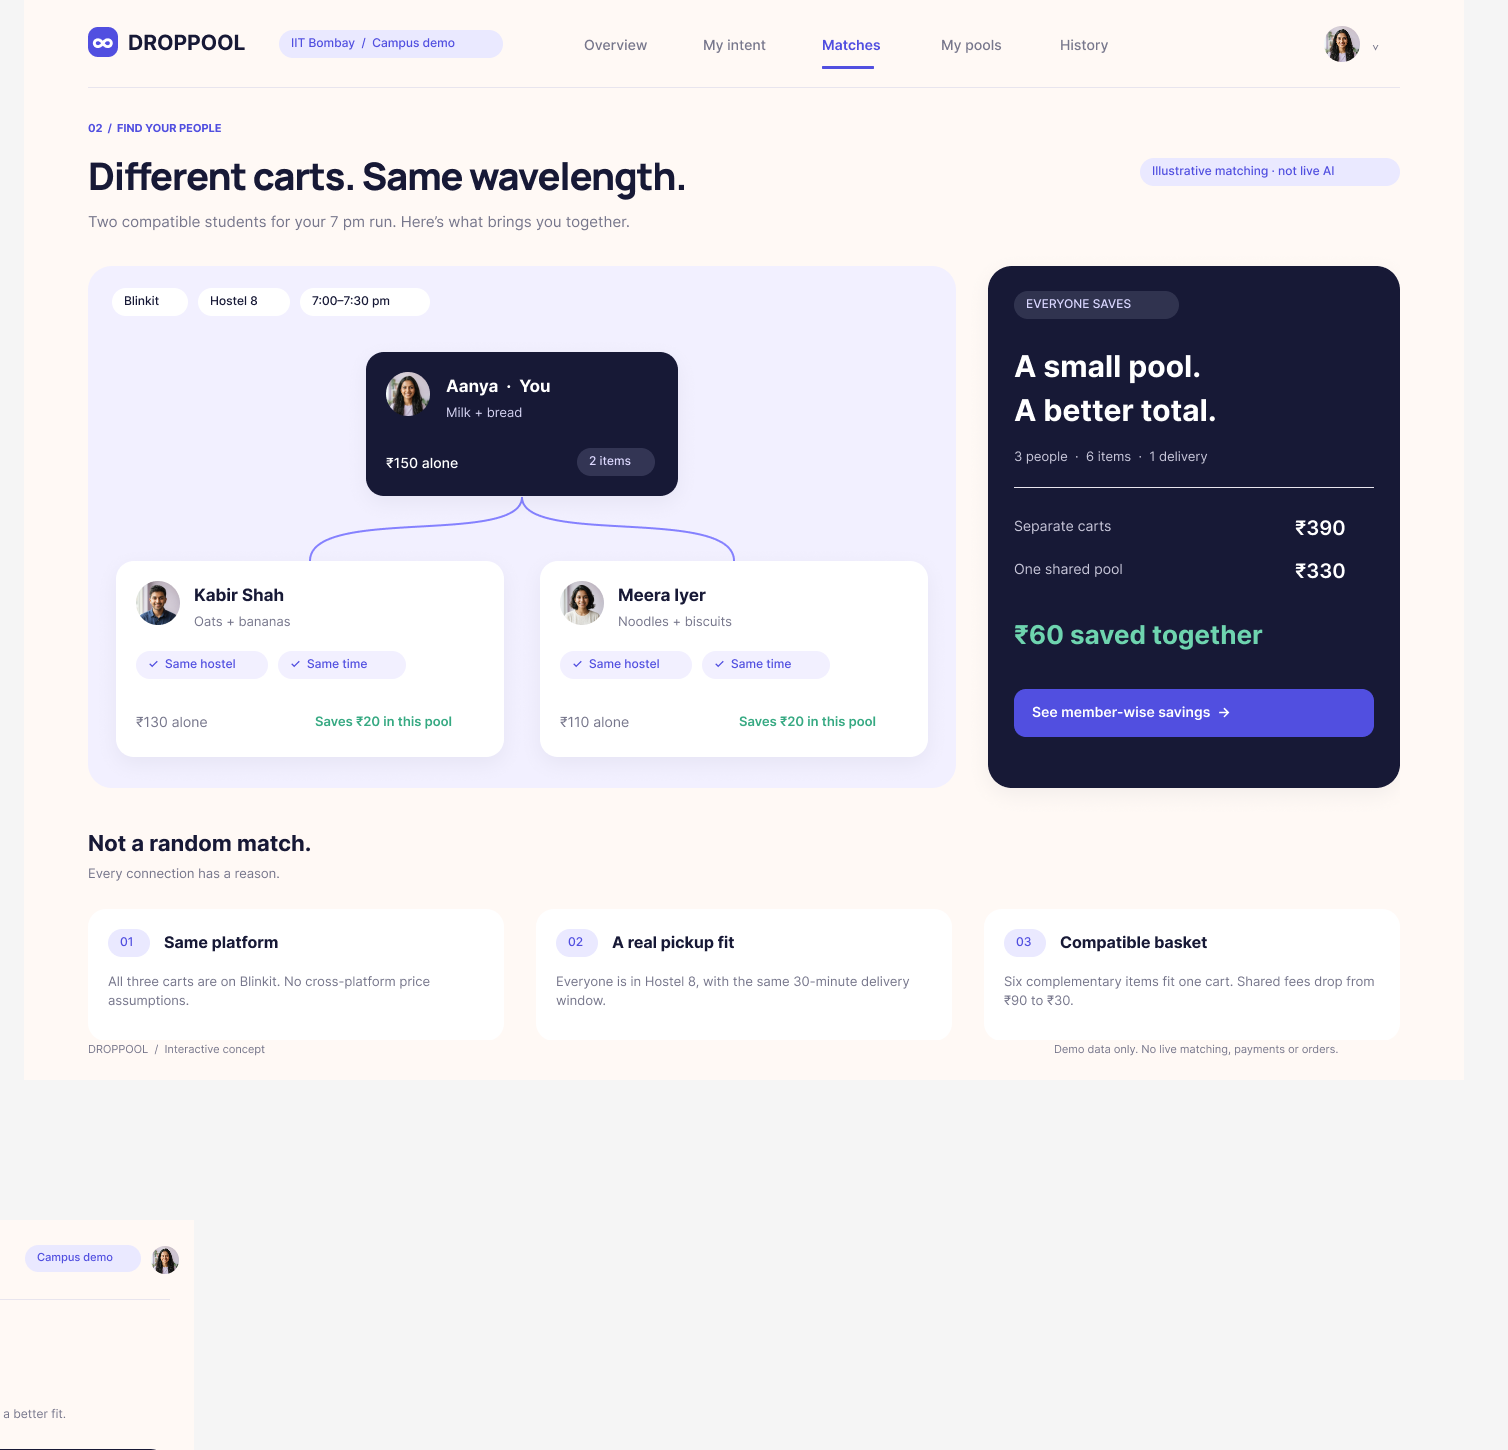 DROPPOOL
IIT Bombay / Campus demo
Overview
My intent
Matches
My pools
History
02 / FIND YOUR PEOPLE
Different carts. Same wavelength.
Illustrative matching · not live AI
Two compatible students for your 7 pm run. Here's what brings you together.
Blinkit
Hostel 8
7:00–7:30 pm
Aanya · You
Milk + bread
₹150 alone
2 items
Kabir Shah
Oats + bananas
✓ Same hostel
✓ Same time
₹130 alone
Saves ₹20 in this pool
Meera Iyer
Noodles + biscuits
✓ Same hostel
✓ Same time
₹110 alone
Saves ₹20 in this pool
EVERYONE SAVES
A small pool.
A better total.
3 people · 6 items · 1 delivery
Separate carts
₹390
One shared pool
₹330
₹60 saved together
See member-wise savings →
Not a random match.
Every connection has a reason.
01
Same platform
All three carts are on Blinkit. No cross-platform price
assumptions.
02
A real pickup fit
Everyone is in Hostel 8, with the same 30-minute delivery
window.
03
Compatible basket
Six complementary items fit one cart. Shared fees drop from
₹90 to ₹30.
DROPPOOL / Interactive concept
Demo data only. No live matching, payments or orders.
Campus demo
a better fit.